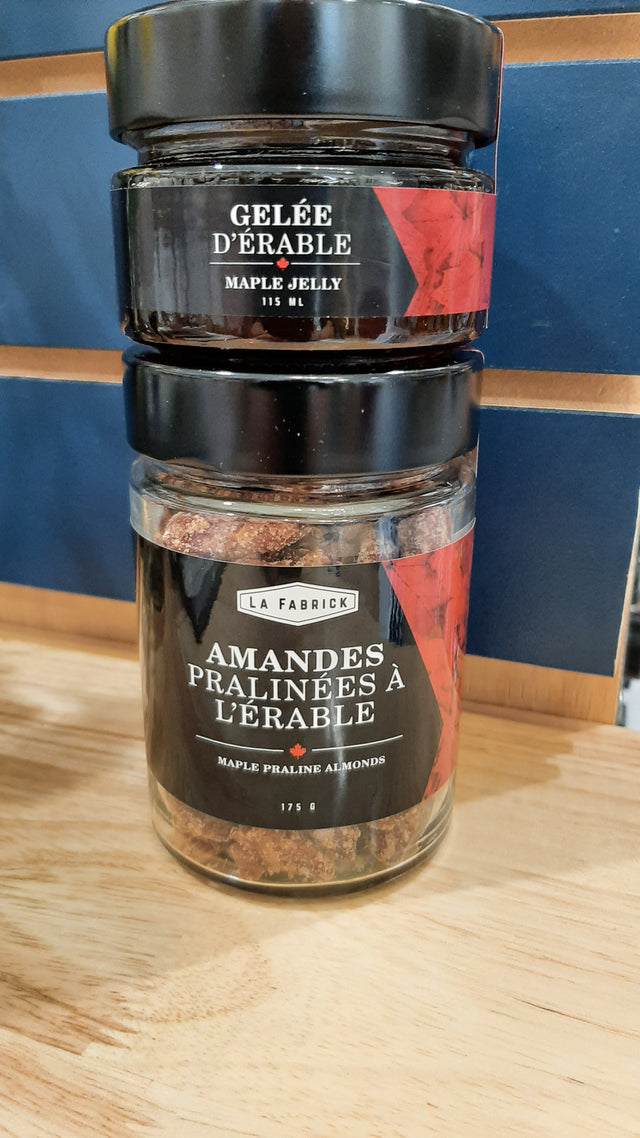 GELÉE
D'ÉRABLE
MAPLE JELLY
115 ML
LA FABRICK
AMANDES
PRALINÉES À
L'ÉRABLE
MAPLE PRALINE ALMONDS
175 G